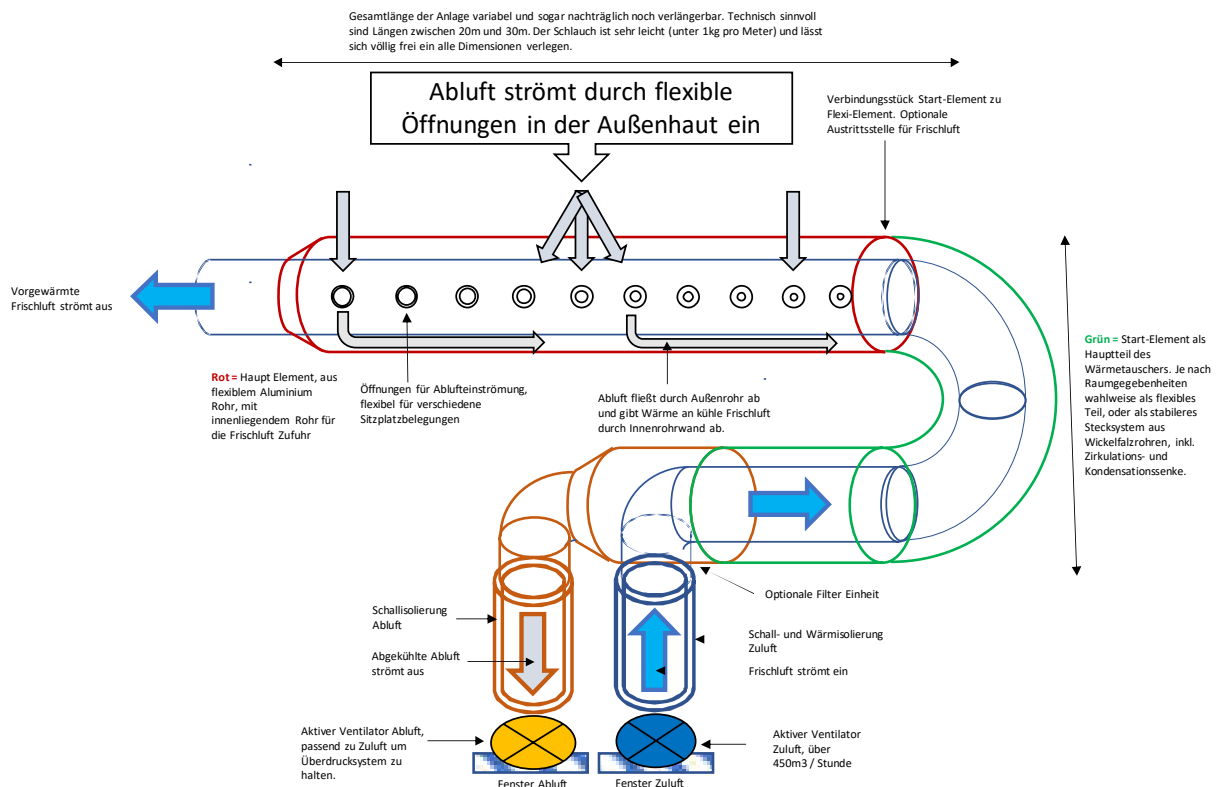 Gesamtlänge der Anlage variabel und sogar nachträglich noch verlängerbar. Technisch sinnvoll
sind Längen zwischen 20m und 30m. Der Schlauch ist sehr leicht (unter 1kg pro Meter) und lässt
sich völlig frei ein alle Dimensionen verlegen.
Abluft strömt durch flexible
Öffnungen in der Außenhaut ein
Verbindungsstück Start-Element zu
Flexi-Element. Optionale
Austrittsstelle für Frischluft
Vorgewärmte
Frischluft strömt aus
Rot = Haupt Element, aus
flexiblem Aluminium
Rohr, mit
innenliegendem Rohr für
die Frischluft Zufuhr
Öffnungen für Ablufteinströmung,
flexibel für verschiedene
Sitzplatzbelegungen
Abluft fließt durch Außenrohr ab
und gibt Wärme an kühle Frischluft
durch Innenrohrwand ab.
Grün = Start-Element als
Hauptteil des
Wärmetauschers. Je nach
Raumgegebenheiten
wahlweise als flexibles
Teil, oder als stabileres
Stecksystem aus
Wickelfalzrohren, inkl.
Zirkulations- und
Kondensationssenke.
Optionale Filter Einheit
Schallisolierung
Abluft
Abgekühlte Abluft
strömt aus
Schall- und Wärmisolierung
Zuluft
Frischluft strömt ein
Aktiver Ventilator Abluft,
passend zu Zuluft um
Überdrucksystem zu
halten.
Aktiver Ventilator
Zuluft, über
450m3 / Stunde
Fenster Abluft
Fenster Zuluft